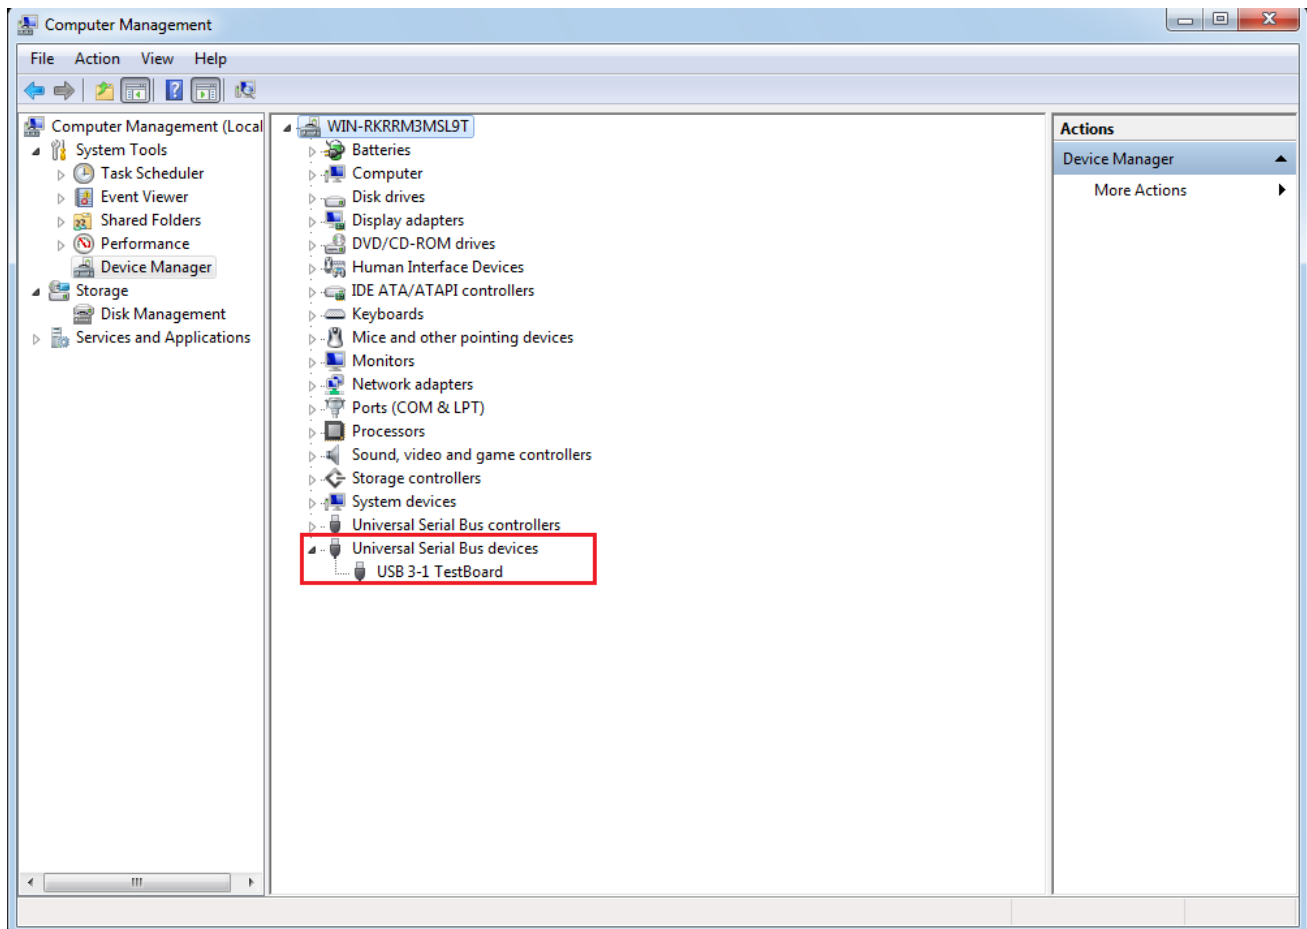 Computer Management
File Action View Help
Computer Management (Local
System Tools
Task Scheduler
Event Viewer
Shared Folders
Performance
Device Manager
Storage
Disk Management
Services and Applications
WIN-RKRRM3MSL9T
Batteries
Computer
Disk drives
Display adapters
DVD/CD-ROM drives
Human Interface Devices
IDE ATA/ATAPI controllers
Keyboards
Mice and other pointing devices
Monitors
Network adapters
Ports (COM & LPT)
Processors
Sound, video and game controllers
Storage controllers
System devices
Universal Serial Bus controllers
Universal Serial Bus devices
USB 3-1 TestBoard
Actions
Device Manager
More Actions